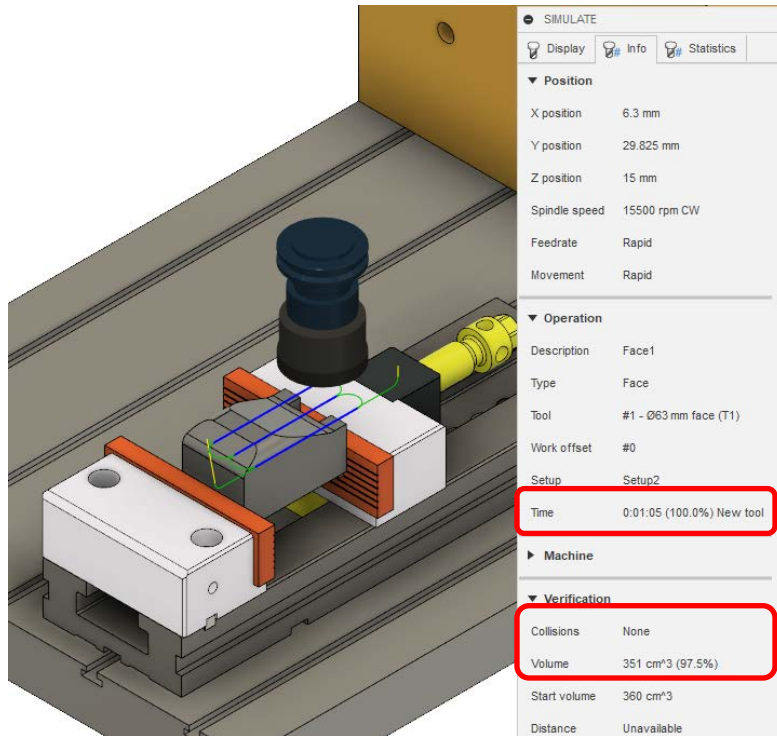 SIMULATE
Display Info Statistics
Position
X position 6.3 mm
Y position 29.825 mm
Z position 15 mm
Spindle speed 15500 rpm CW
Feedrate Rapid
Movement Rapid
Operation
Description Face1
Type Face
Tool #1 - Ø63 mm face (T1)
Work offset #0
Setup Setup2
Time 0:01:05 (100.0%) New tool
Machine
Verification
Collisions None
Volume 351 cm^3 (97.5%)
Start volume 360 cm^3
Distance Unavailable